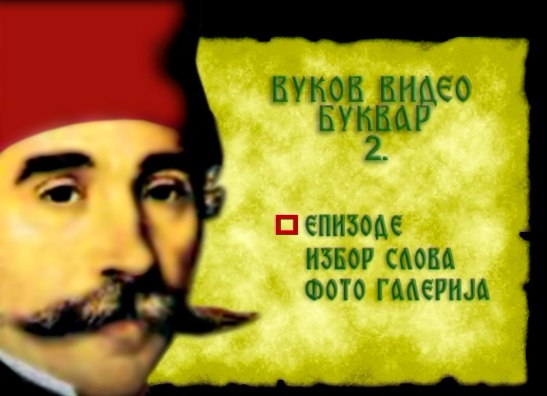 ВУКОВ ВИДЕО
БУКВАР
2.
ЕПИЗОДЕ
ИЗБОР СЛОВА
ФОТО ГАЛЕРИЈА